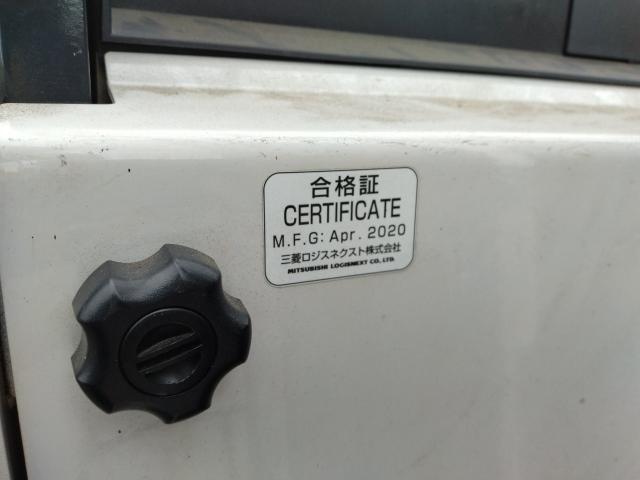 合格証
CERTIFICATE
M.F.G: Apr. 2020
三菱ロジスネクスト株式会社
MITSUBISHI LOGISNEXT CO., LTD.